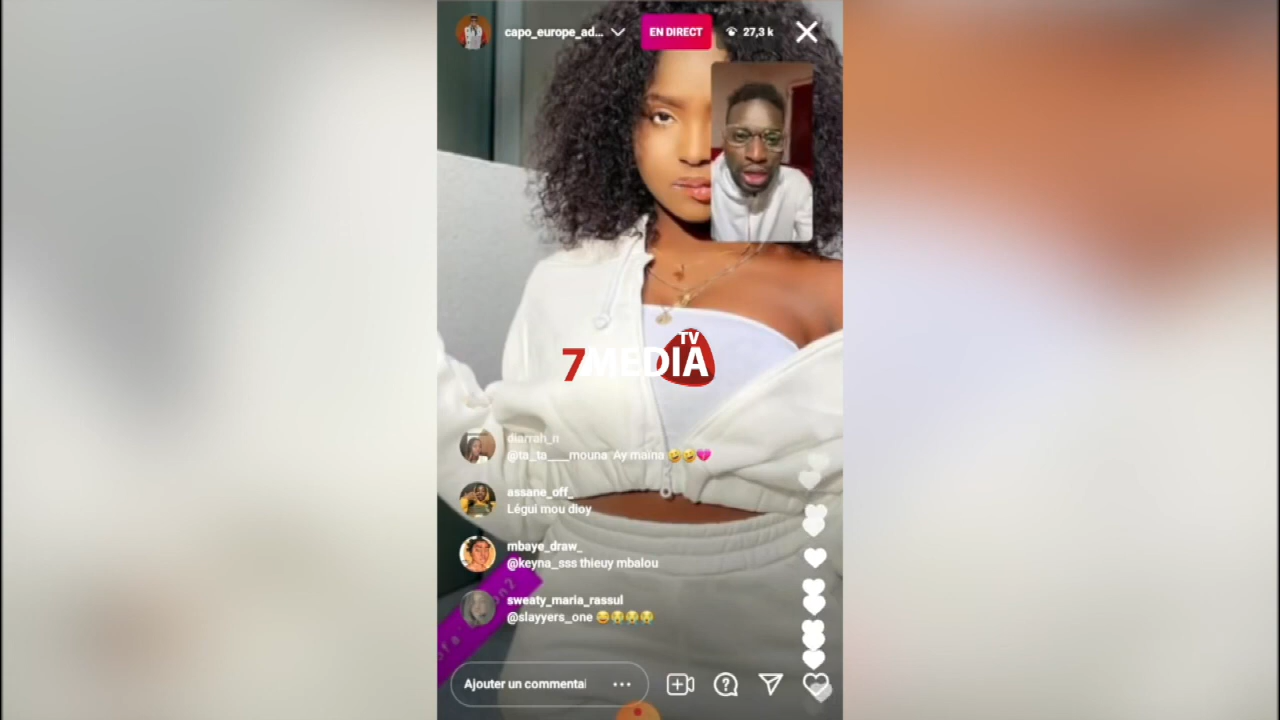 capo_europe_ad...
EN DIRECT
27,3 k
7MEDIA
TV
diarrah_n
@ta_ta____mouna Ay maina 🤣🤣💔
assane_off_
Légui mou dioy
mbaye_draw_
@keyna_sss thieuy mbalou
sweaty_maria_rassul
@slayyers_one 😂😭😭😭
Ajouter un commentai